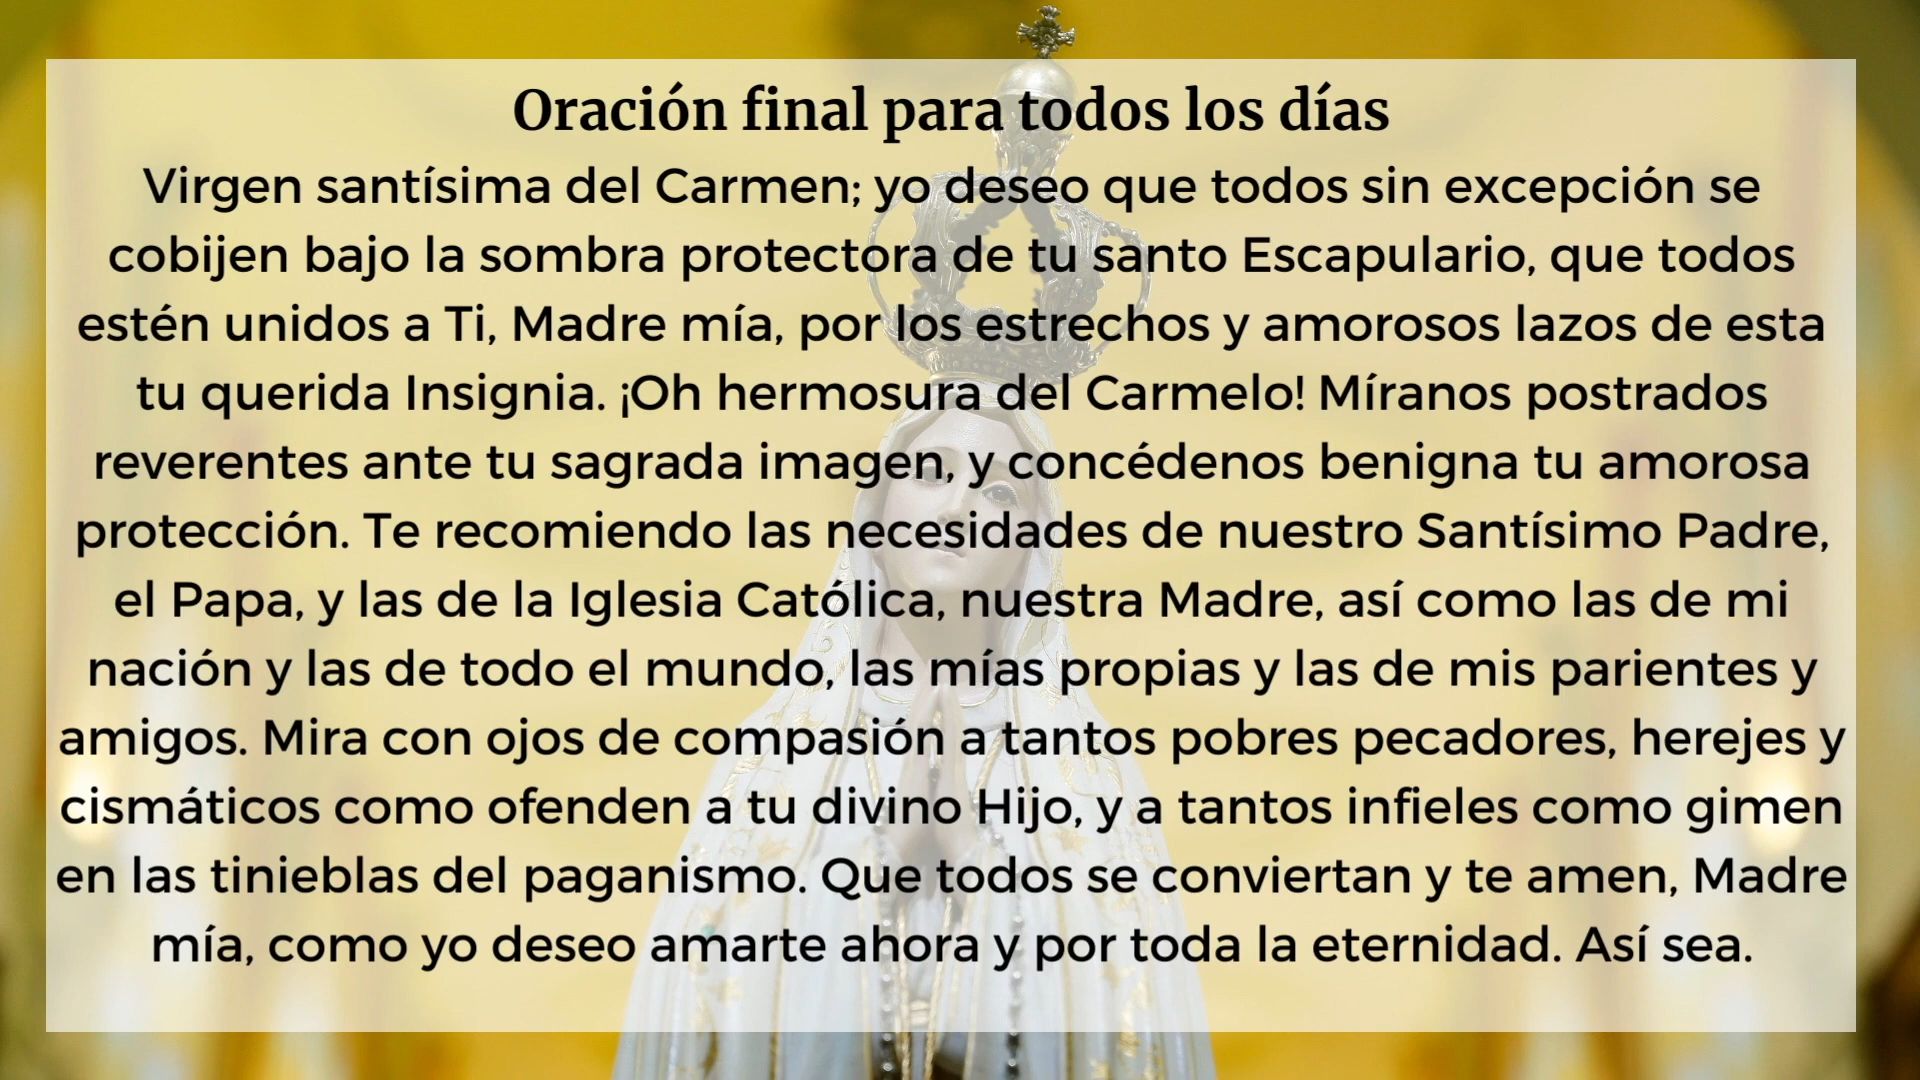 Oración final para todos los días
Virgen santísima del Carmen; yo deseo que todos sin excepción se
cobijen bajo la sombra protectora de tu santo Escapulario, que todos
estén unidos a Ti, Madre mía, por los estrechos y amorosos lazos de esta
tu querida Insignia. ¡Oh hermosura del Carmelo! Míranos postrados
reverentes ante tu sagrada imagen, y concédenos benigna tu amorosa
protección. Te recomiendo las necesidades de nuestro Santísimo Padre,
el Papa, y las de la Iglesia Católica, nuestra Madre, así como las de mi
nación y las de todo el mundo, las mías propias y las de mis parientes y
amigos. Mira con ojos de compasión a tantos pobres pecadores, herejes y
cismáticos como ofenden a tu divino Hijo, y a tantos infieles como gimen
en las tinieblas del paganismo. Que todos se conviertan y te amen, Madre
mía, como yo deseo amarte ahora y por toda la eternidad. Así sea.